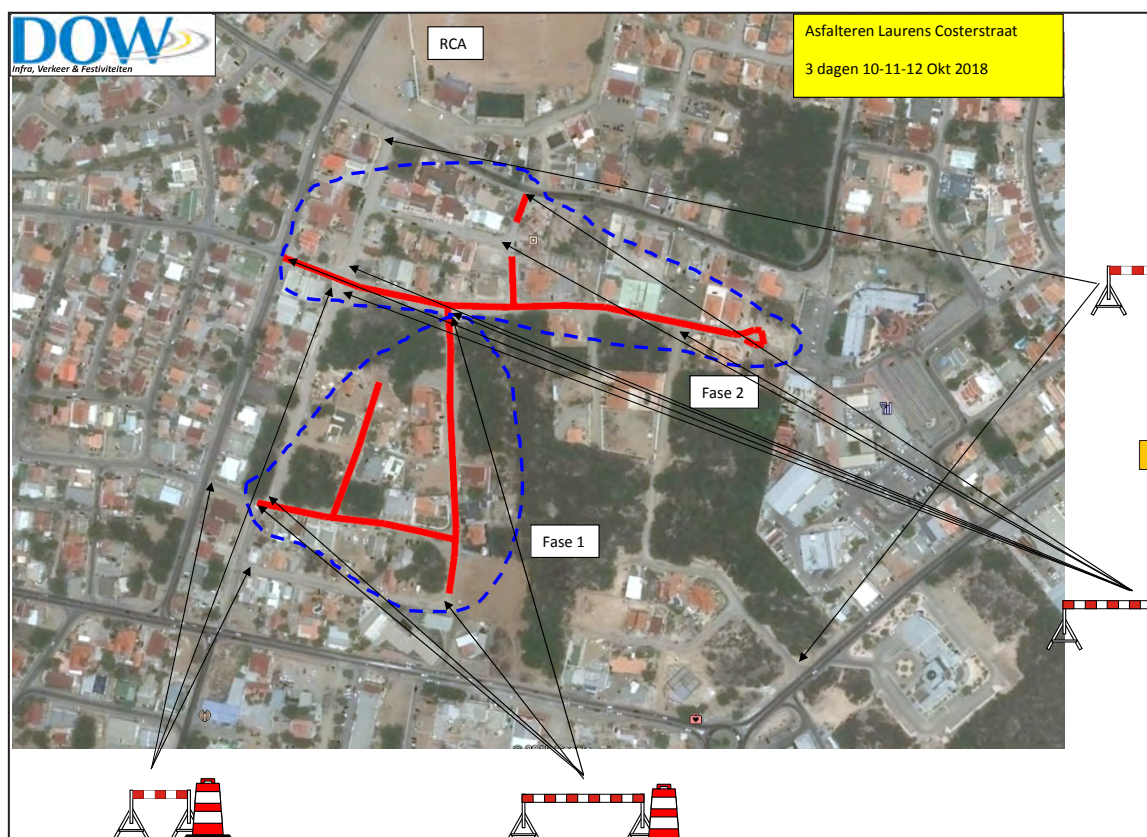 DOW
Infra, Verkeer & Festiviteiten
RCA
Asfalteren Laurens Costerstraat
3 dagen 10-11-12 Okt 2018
Fase 2
Fase 1